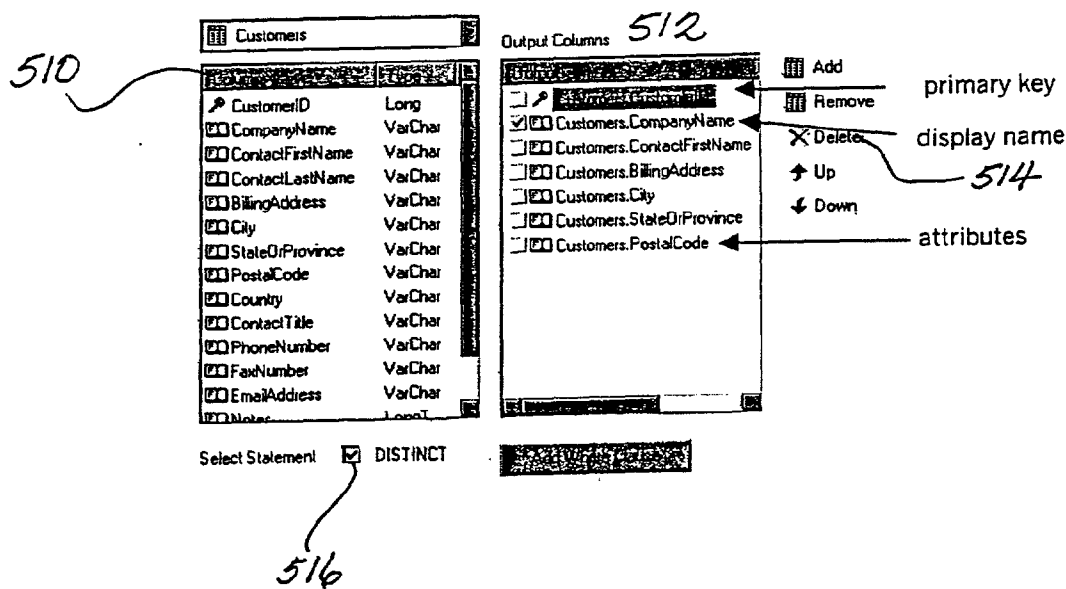 Customers
Output Columns
512
510
Type
CustomerID Long
CompanyName VarChar
ContactFirstName VarChar
ContactLastName VarChar
BillingAddress VarChar
City VarChar
StateOrProvince VarChar
PostalCode VarChar
Country VarChar
ContactTitle VarChar
PhoneNumber VarChar
FaxNumber VarChar
EmailAddress VarChar
Notes LongT
Customers.CompanyName
Customers.ContactFirstName
Customers.BillingAddress
Customers.City
Customers.StateOrProvince
Customers.PostalCode
Add
Remove
Delete
Up
Down
primary key
display name
514
attributes
Select Statement DISTINCT
516